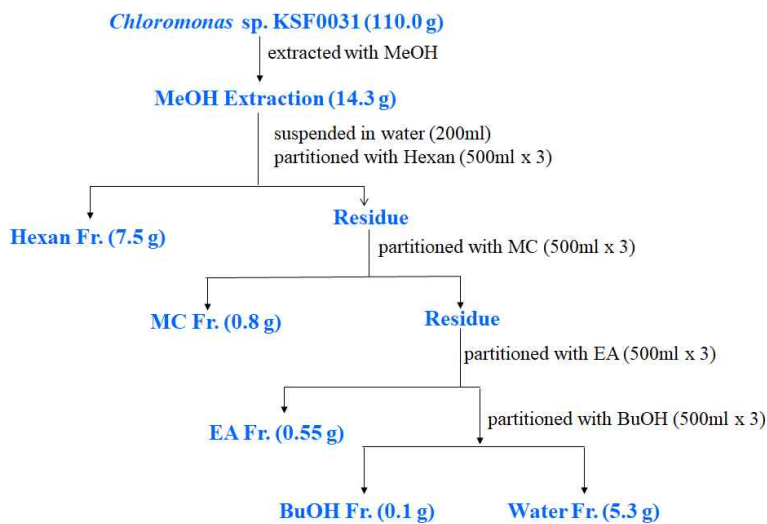 Chloromonas sp. KSF0031 (110.0 g)
extracted with MeOH
MeOH Extraction (14.3 g)
suspended in water (200ml)
partitioned with Hexan (500ml x 3)
Hexan Fr. (7.5 g)
Residue
partitioned with MC (500ml x 3)
MC Fr. (0.8 g)
Residue
partitioned with EA (500ml x 3)
EA Fr. (0.55 g)
partitioned with BuOH (500ml x 3)
BuOH Fr. (0.1 g)
Water Fr. (5.3 g)